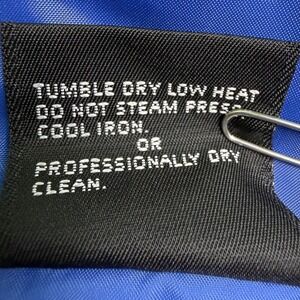 TUMBLE DRY LOW HEAT
DO NOT STEAM PRESS
COOL IRON.
OR
PROFESSIONALLY DRY
CLEAN.